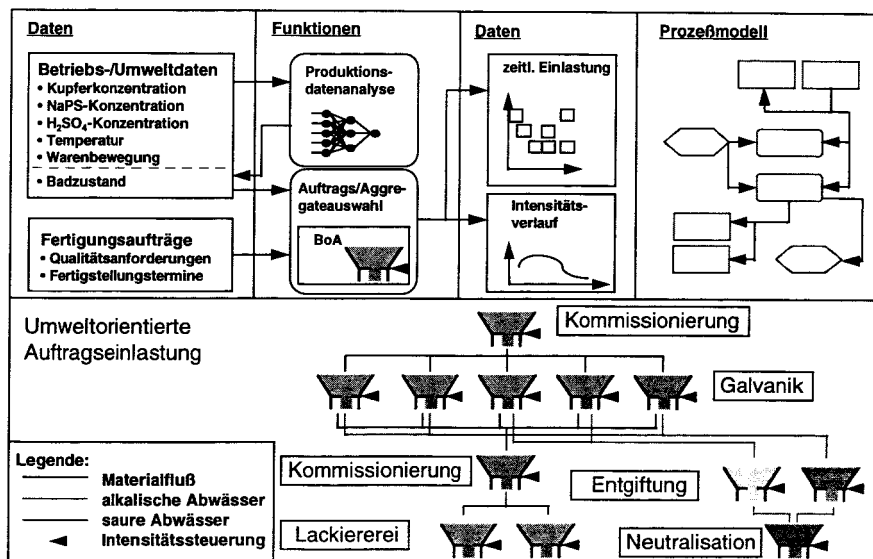 Daten
Betriebs-/Umweltdaten
• Kupferkonzentration
• NaPS-Konzentration
• H₂SO₄-Konzentration
• Temperatur
• Warenbewegung
• Badzustand
Fertigungsaufträge
• Qualitätsanforderungen
• Fertigstellungstermine
Funktionen
Produktions-
datenanalyse
Auftrags/Aggre-
gateauswahl
BoA
Daten
zeitl. Einlastung
Intensitäts-
verlauf
Prozeßmodell
Umweltorientierte
Auftragseinlastung
Kommissionierung
Galvanik
Kommissionierung
Entgiftung
Lackiererei
Neutralisation
Legende:
Materialfluß
alkalische Abwässer
saure Abwässer
Intensitätssteuerung